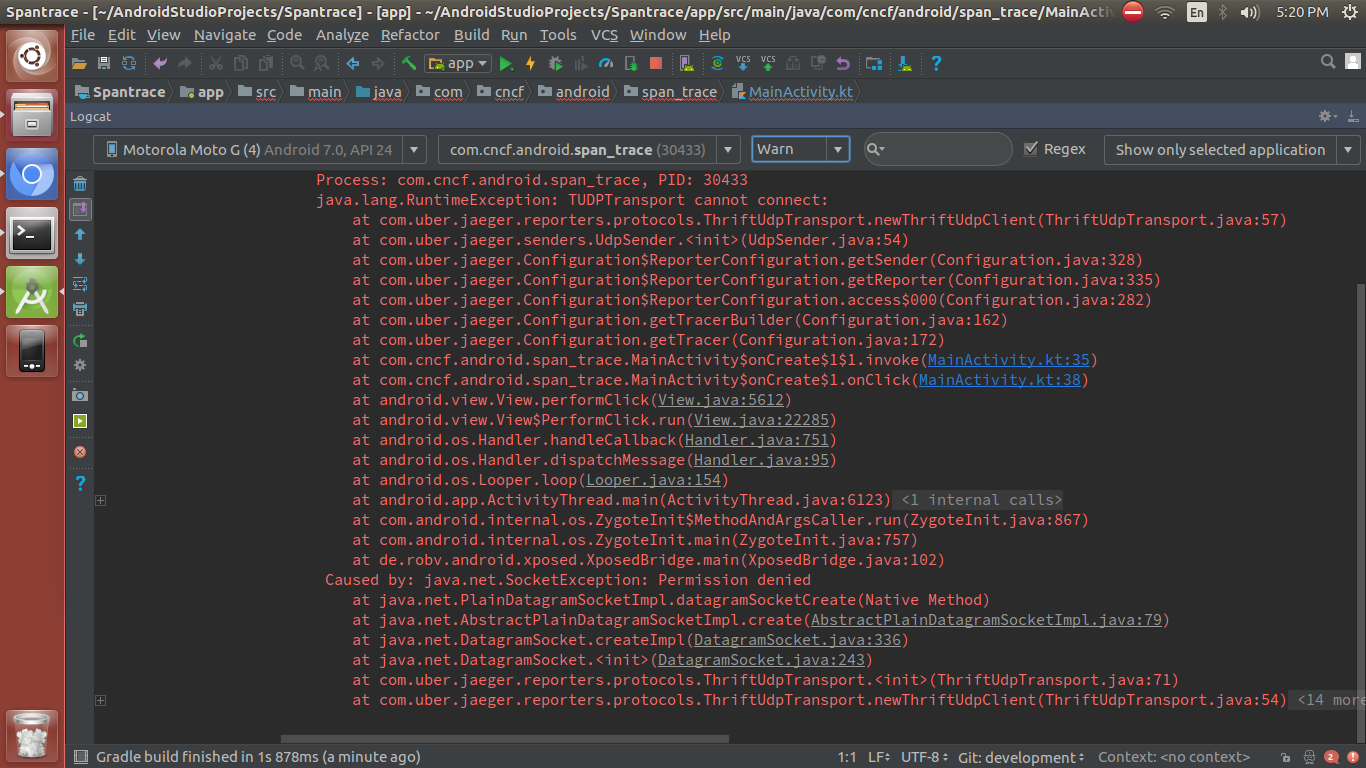 Spantrace - [~/AndroidStudioProjects/Spantrace] - [app] - ~/AndroidStudioProjects/Spantrace/app/src/main/java/com/cncf/android/span_trace/MainActiv En 5:20 PM
File Edit View Navigate Code Analyze Refactor Build Run Tools VCS Window Help
app VCS VCS ?
Spantrace app src main java com cncf android span_trace MainActivity.kt
Logcat
Motorola Moto G (4) Android 7.0, API 24 com.cncf.android.span_trace (30433) Warn Regex Show only selected application
Process: com.cncf.android.span_trace, PID: 30433
java.lang.RuntimeException: TUDPTransport cannot connect:
at com.uber.jaeger.reporters.protocols.ThriftUdpTransport.newThriftUdpClient(ThriftUdpTransport.java:57)
at com.uber.jaeger.senders.UdpSender.<init>(UdpSender.java:54)
at com.uber.jaeger.Configuration$ReporterConfiguration.getSender(Configuration.java:328)
at com.uber.jaeger.Configuration$ReporterConfiguration.getReporter(Configuration.java:335)
at com.uber.jaeger.Configuration$ReporterConfiguration.access$000(Configuration.java:282)
at com.uber.jaeger.Configuration.getTracerBuilder(Configuration.java:162)
at com.uber.jaeger.Configuration.getTracer(Configuration.java:172)
at com.cncf.android.span_trace.MainActivity$onCreate$1$1.invoke(MainActivity.kt:35)
at com.cncf.android.span_trace.MainActivity$onCreate$1.onClick(MainActivity.kt:38)
at android.view.View.performClick(View.java:5612)
at android.view.View$PerformClick.run(View.java:22285)
at android.os.Handler.handleCallback(Handler.java:751)
at android.os.Handler.dispatchMessage(Handler.java:95)
at android.os.Looper.loop(Looper.java:154)
at android.app.ActivityThread.main(ActivityThread.java:6123) <1 internal calls>
at com.android.internal.os.ZygoteInit$MethodAndArgsCaller.run(ZygoteInit.java:867)
at com.android.internal.os.ZygoteInit.main(ZygoteInit.java:757)
at de.robv.android.xposed.XposedBridge.main(XposedBridge.java:102)
Caused by: java.net.SocketException: Permission denied
at java.net.PlainDatagramSocketImpl.datagramSocketCreate(Native Method)
at java.net.AbstractPlainDatagramSocketImpl.create(AbstractPlainDatagramSocketImpl.java:79)
at java.net.DatagramSocket.createImpl(DatagramSocket.java:336)
at java.net.DatagramSocket.<init>(DatagramSocket.java:243)
at com.uber.jaeger.reporters.protocols.ThriftUdpTransport.<init>(ThriftUdpTransport.java:71)
at com.uber.jaeger.reporters.protocols.ThriftUdpTransport.newThriftUdpClient(ThriftUdpTransport.java:54) <14 more
Gradle build finished in 1s 878ms (a minute ago) 1:1 LF UTF-8 Git: development Context: <no context> 2